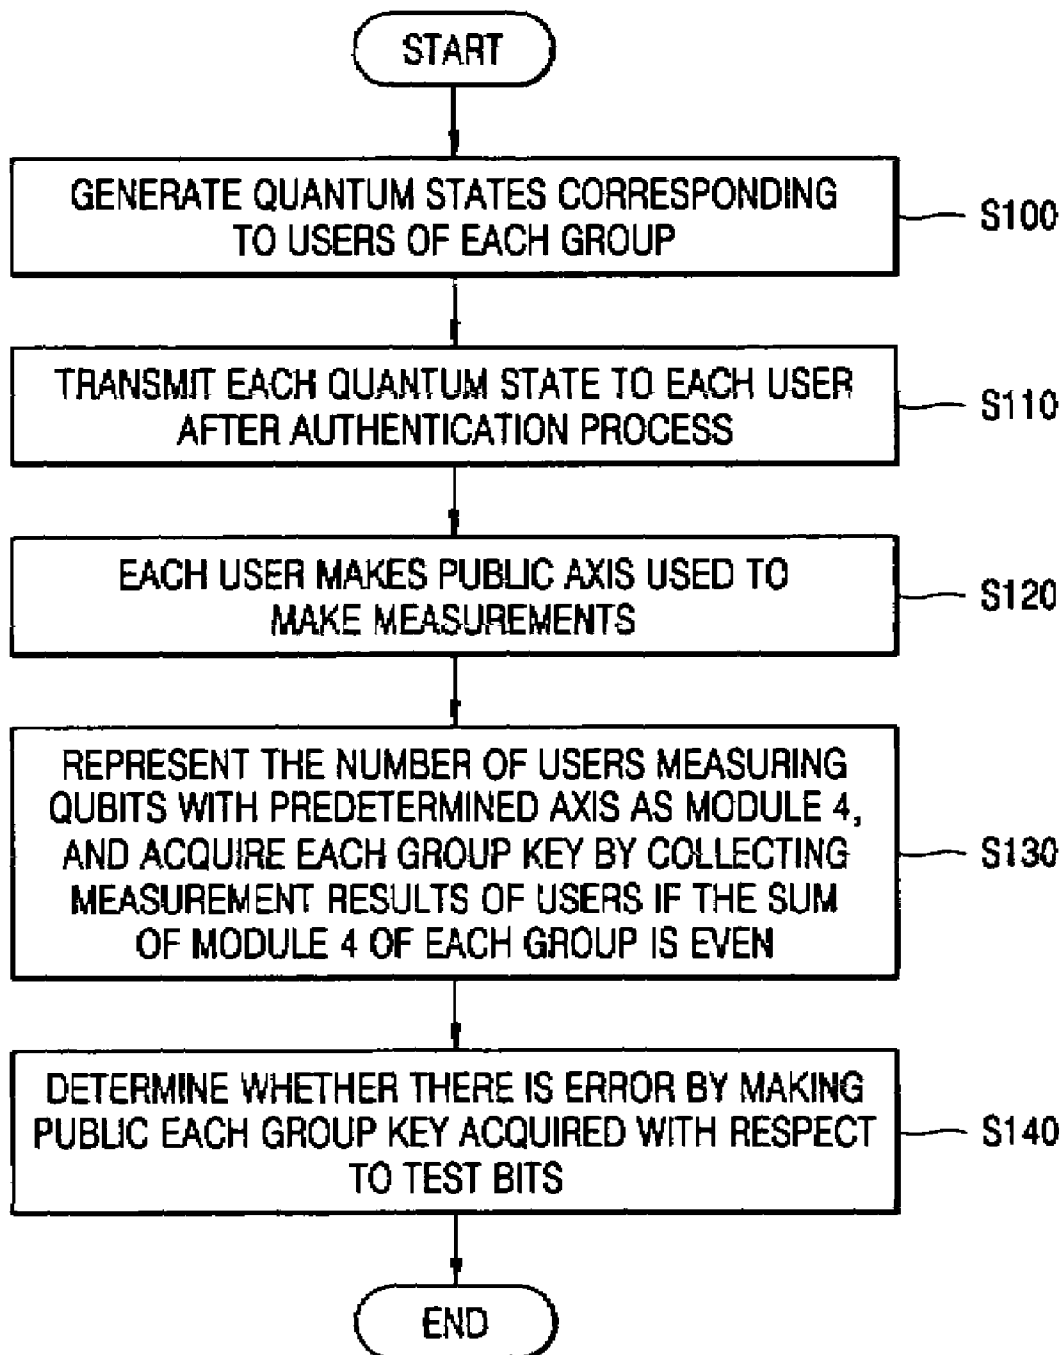 START
GENERATE QUANTUM STATES CORRESPONDING
TO USERS OF EACH GROUP
S100
TRANSMIT EACH QUANTUM STATE TO EACH USER
AFTER AUTHENTICATION PROCESS
S110
EACH USER MAKES PUBLIC AXIS USED TO
MAKE MEASUREMENTS
S120
REPRESENT THE NUMBER OF USERS MEASURING
QUBITS WITH PREDETERMINED AXIS AS MODULE 4,
AND ACQUIRE EACH GROUP KEY BY COLLECTING
MEASUREMENT RESULTS OF USERS IF THE SUM
OF MODULE 4 OF EACH GROUP IS EVEN
S130
DETERMINE WHETHER THERE IS ERROR BY MAKING
PUBLIC EACH GROUP KEY ACQUIRED WITH RESPECT
TO TEST BITS
S140
END